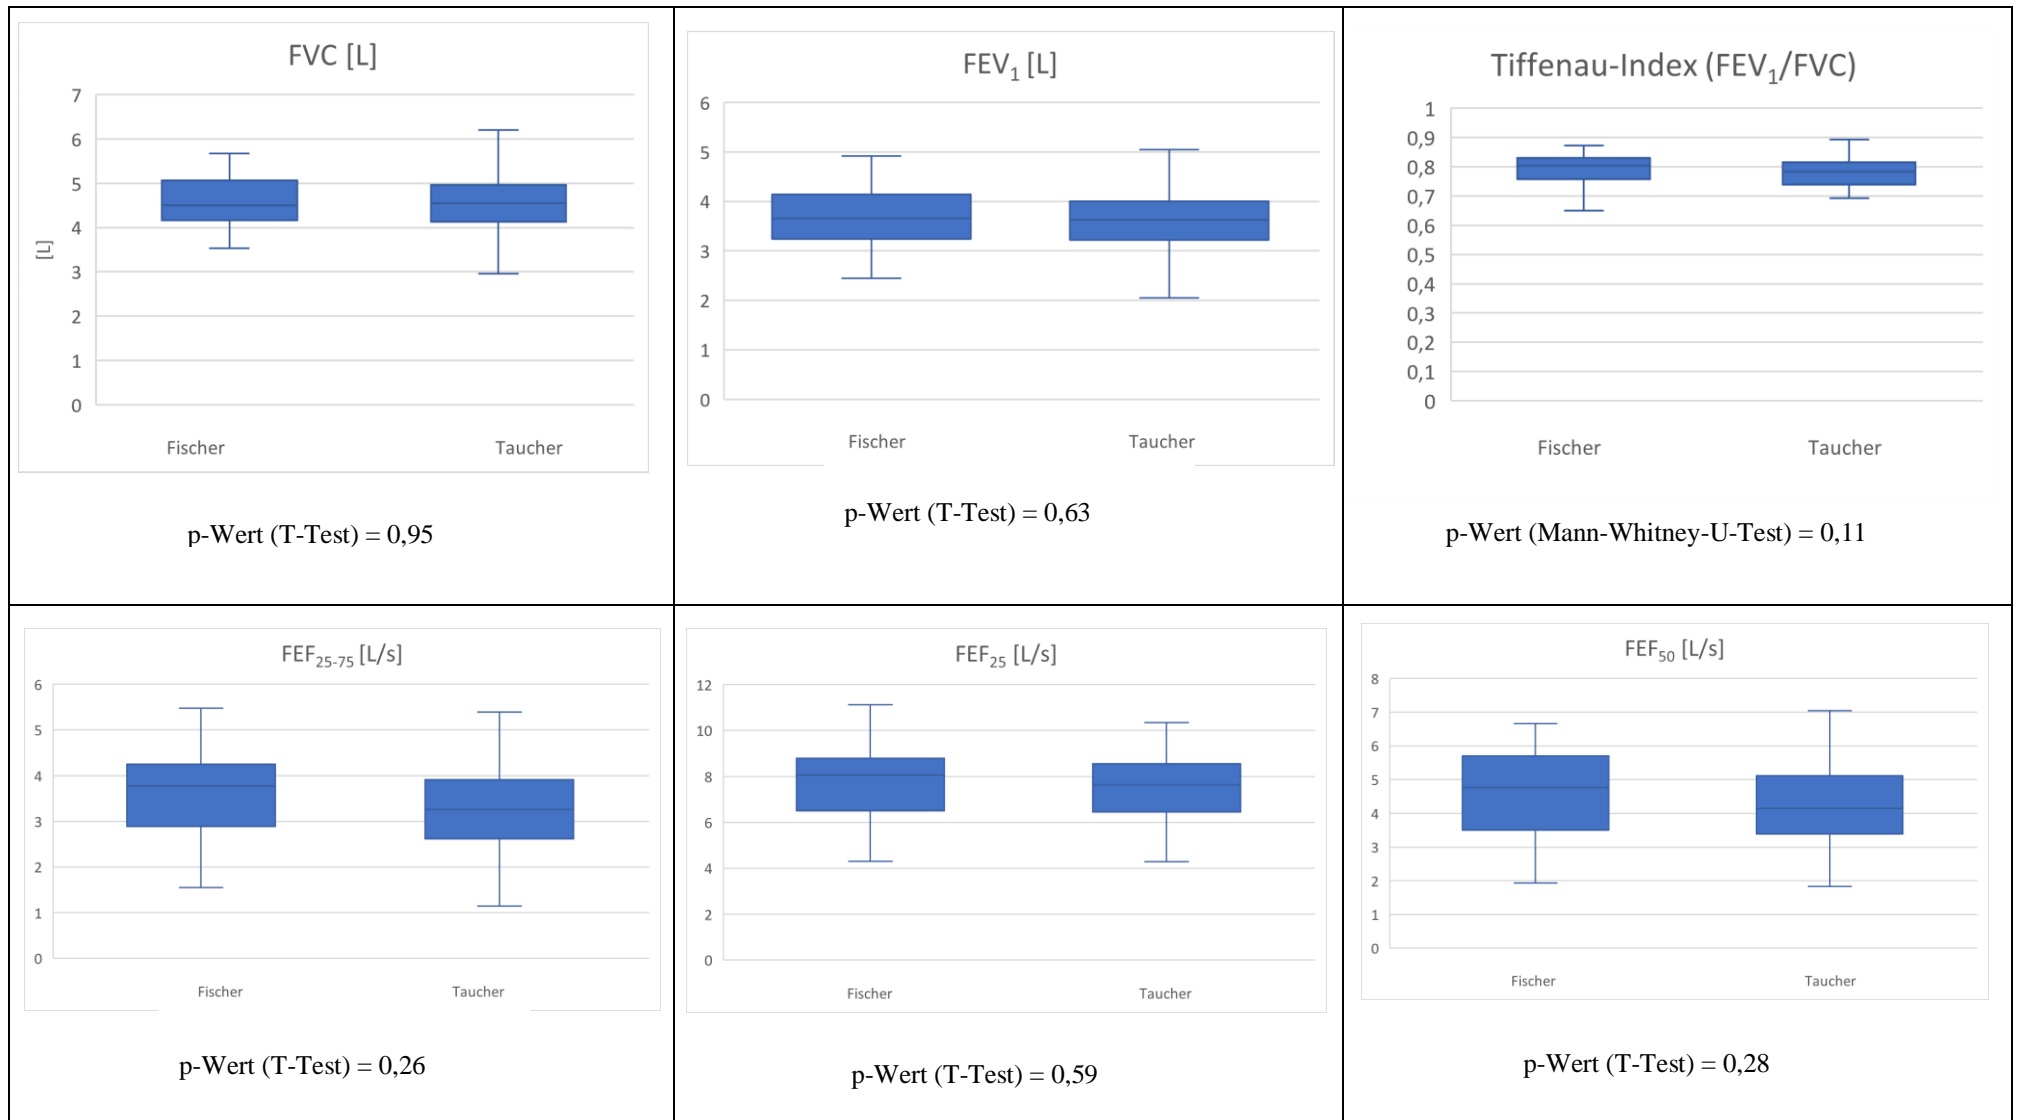 FVC [L]
7
6
5
4
3
2
1
0
[L]
Fischer Taucher
p-Wert (T-Test) = 0,95
FEV₁ [L]
6
5
4
3
2
1
0
Fischer Taucher
p-Wert (T-Test) = 0,63
Tiffenau-Index (FEV₁/FVC)
1
0,9
0,8
0,7
0,6
0,5
0,4
0,3
0,2
0,1
0
Fischer Taucher
p-Wert (Mann-Whitney-U-Test) = 0,11
FEF₂₅₋₇₅ [L/s]
6
5
4
3
2
1
0
Fischer Taucher
p-Wert (T-Test) = 0,26
FEF₂₅ [L/s]
12
10
8
6
4
2
0
Fischer Taucher
p-Wert (T-Test) = 0,59
FEF₅₀ [L/s]
8
7
6
5
4
3
2
1
0
Fischer Taucher
p-Wert (T-Test) = 0,28